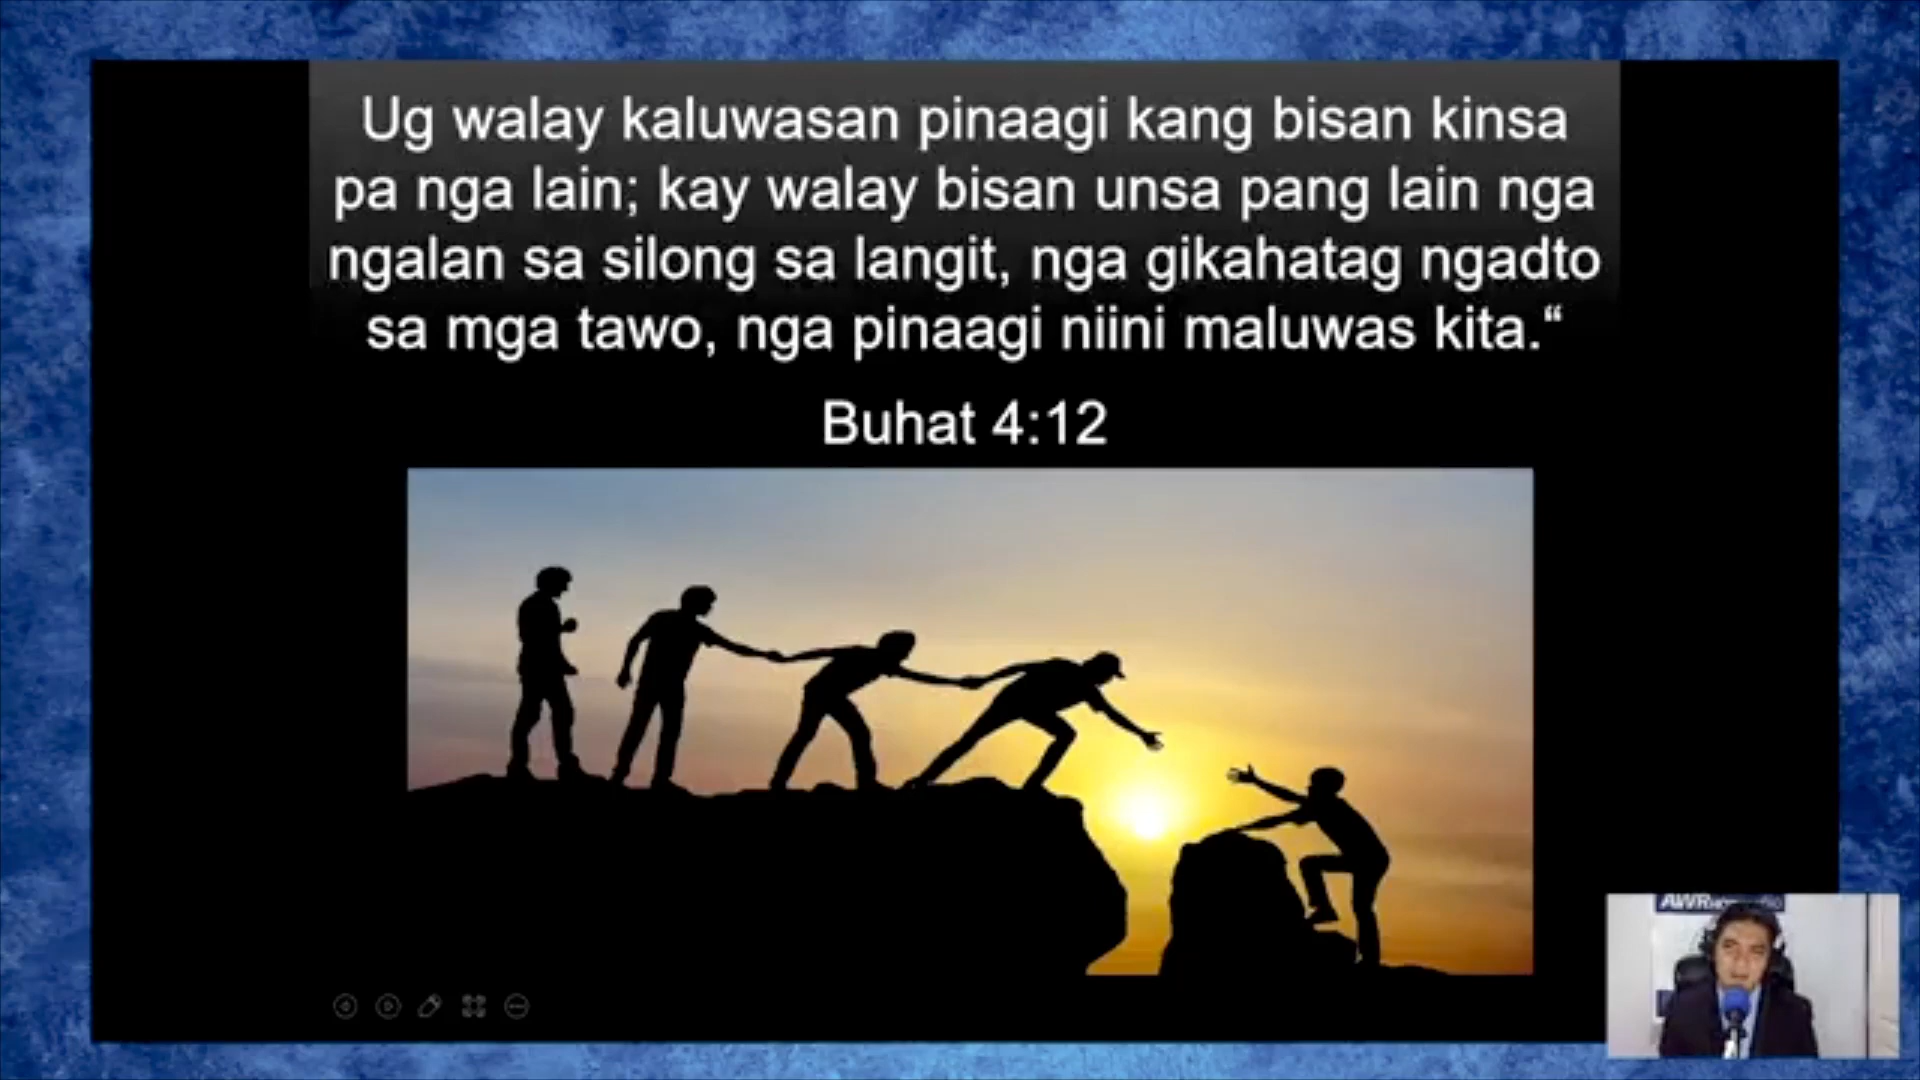 Ug walay kaluwasan pinaagi kang bisan kinsa
pa nga lain; kay walay bisan unsa pang lain nga
ngalan sa silong sa langit, nga gikahatag ngadto
sa mga tawo, nga pinaagi niini maluwas kita.“
Buhat 4:12
AWR